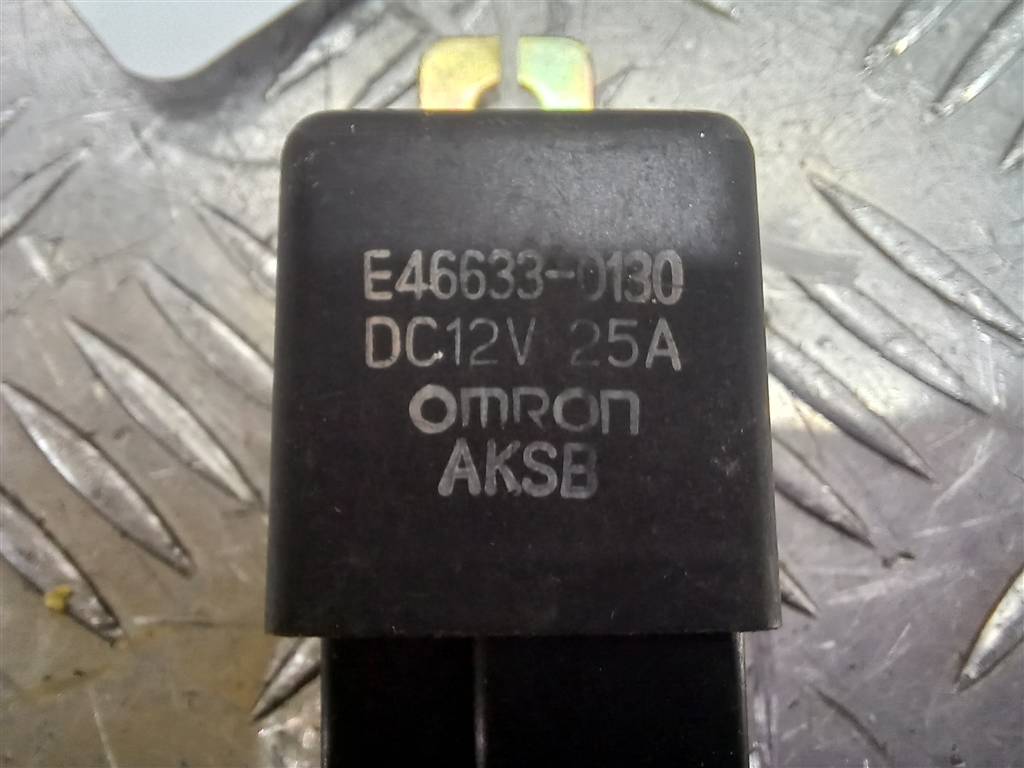 E46633-0130
DC12V 25A
omron
AKSB